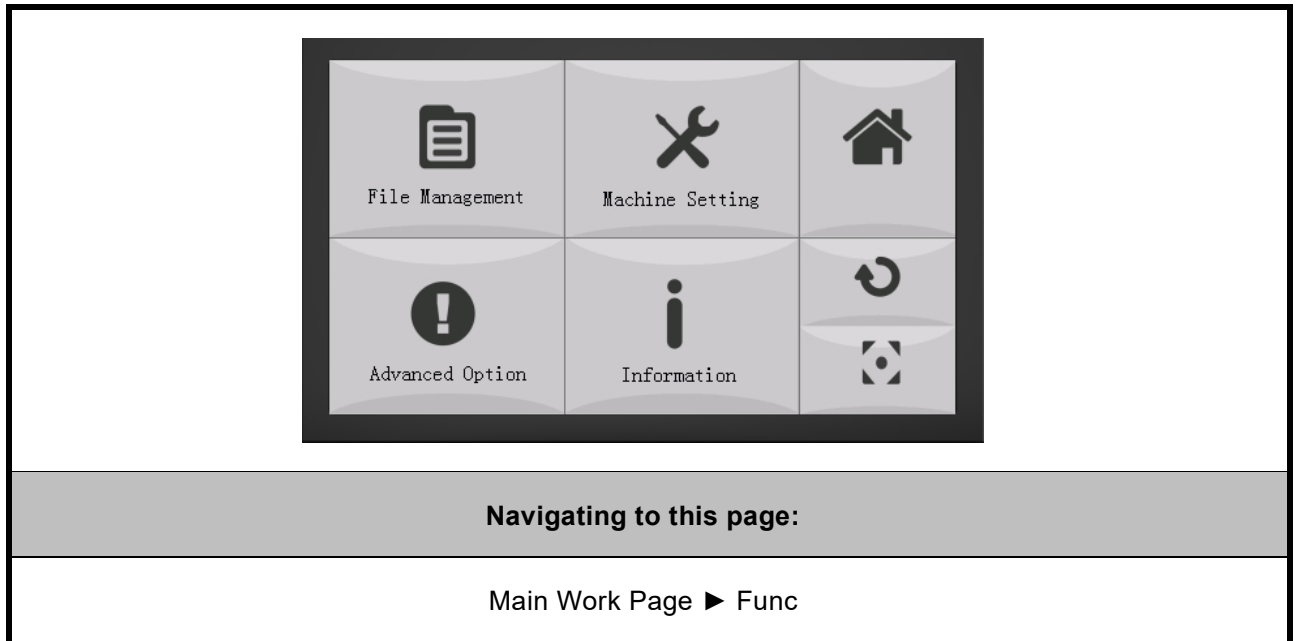 File Management
Machine Setting
Advanced Option
Information
Navigating to this page:
Main Work Page ► Func